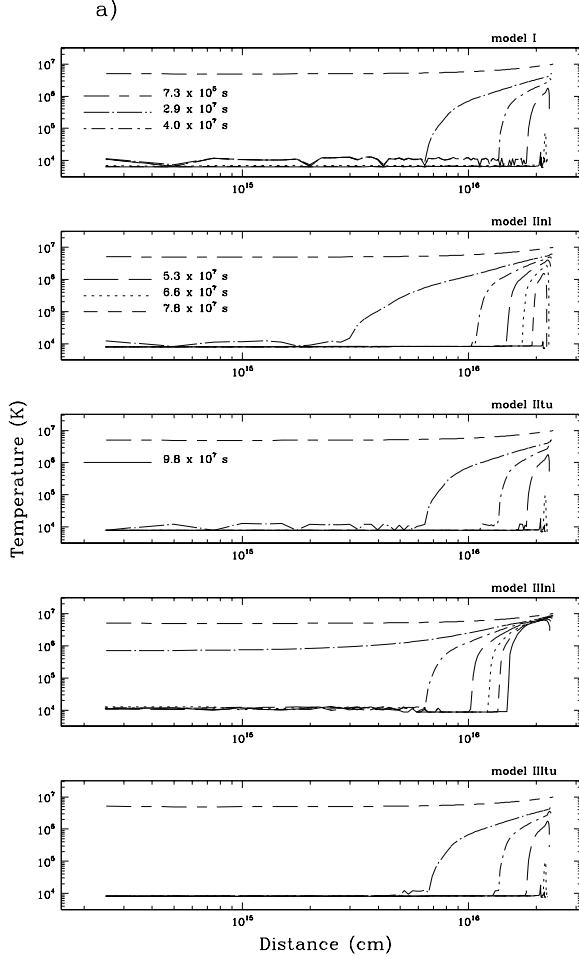 a)
model I
10⁷
10⁶
10⁵
10⁴
7.3 x 10⁶ s
2.9 x 10⁷ s
4.0 x 10⁷ s
10¹⁵
10¹⁶
model IInl
10⁷
10⁶
10⁵
10⁴
5.3 x 10⁷ s
6.6 x 10⁷ s
7.8 x 10⁷ s
10¹⁵
10¹⁶
Temperature (K)
model IItu
10⁷
10⁶
10⁵
10⁴
9.8 x 10⁷ s
10¹⁵
10¹⁶
model IIInl
10⁷
10⁶
10⁵
10⁴
10¹⁵
10¹⁶
model IIItu
10⁷
10⁶
10⁵
10⁴
10¹⁵
10¹⁶
Distance (cm)